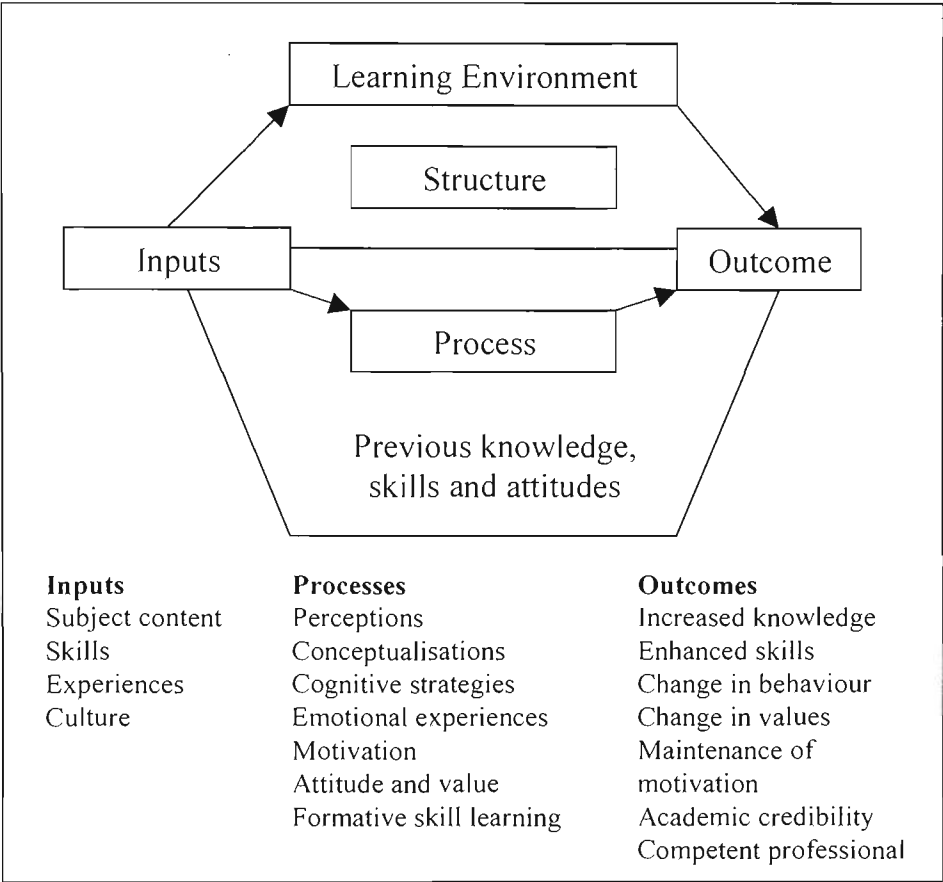 Learning Environment
Structure
Inputs
Outcome
Process
Previous knowledge,
skills and attitudes
Inputs
Subject content
Skills
Experiences
Culture
Processes
Perceptions
Conceptualisations
Cognitive strategies
Emotional experiences
Motivation
Attitude and value
Formative skill learning
Outcomes
Increased knowledge
Enhanced skills
Change in behaviour
Change in values
Maintenance of
motivation
Academic credibility
Competent professional